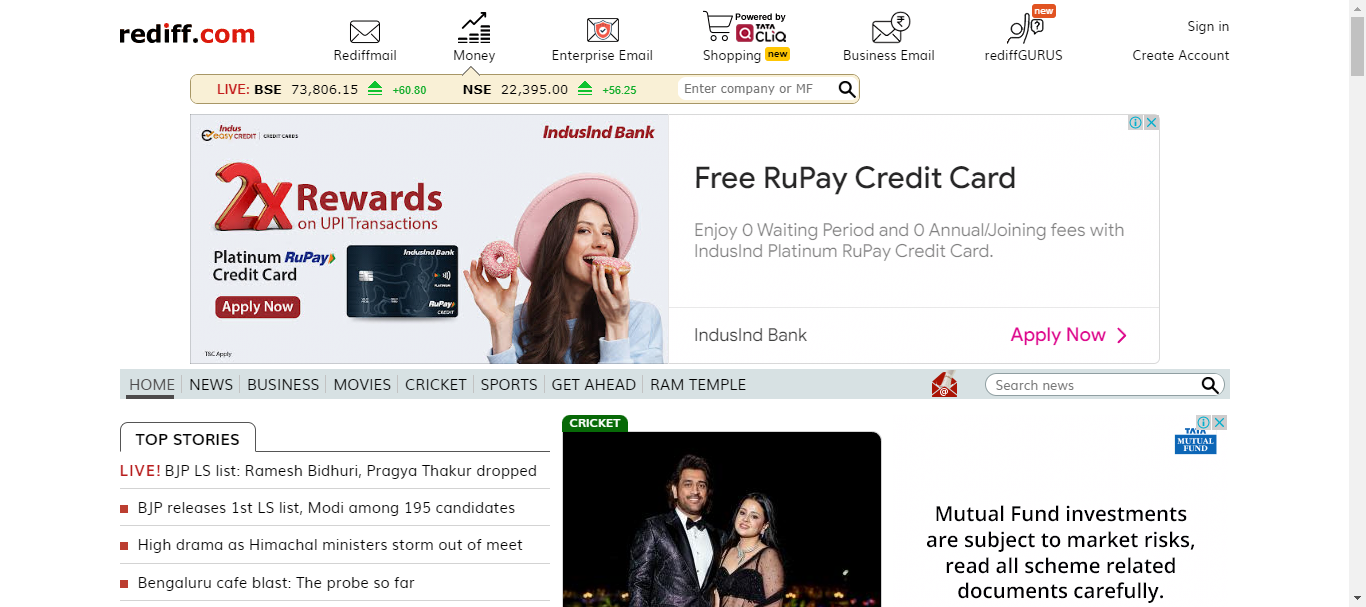 rediff.com
Rediffmail
Money
Enterprise Email
Powered by
TATA
CLiQ
Shopping new
Business Email
new
rediffGURUS
Sign in
Create Account
LIVE: BSE 73,806.15 +60.80 NSE 22,395.00 +56.25
Enter company or MF
Indus
easy CREDIT | CREDIT CARDS
IndusInd Bank
2x Rewards
on UPI Transactions
Platinum RuPay
Credit Card
Apply Now
T&C Apply
IndusInd Bank
PLATINUM
RuPay
CREDIT
Free RuPay Credit Card
Enjoy 0 Waiting Period and 0 Annual/Joining fees with
IndusInd Platinum RuPay Credit Card.
IndusInd Bank
Apply Now
HOME NEWS BUSINESS MOVIES CRICKET SPORTS GET AHEAD RAM TEMPLE
Search news
TOP STORIES
LIVE! BJP LS list: Ramesh Bidhuri, Pragya Thakur dropped
BJP releases 1st LS list, Modi among 195 candidates
High drama as Himachal ministers storm out of meet
Bengaluru cafe blast: The probe so far
CRICKET
TATA
MUTUAL
FUND
Mutual Fund investments
are subject to market risks,
read all scheme related
documents carefully.